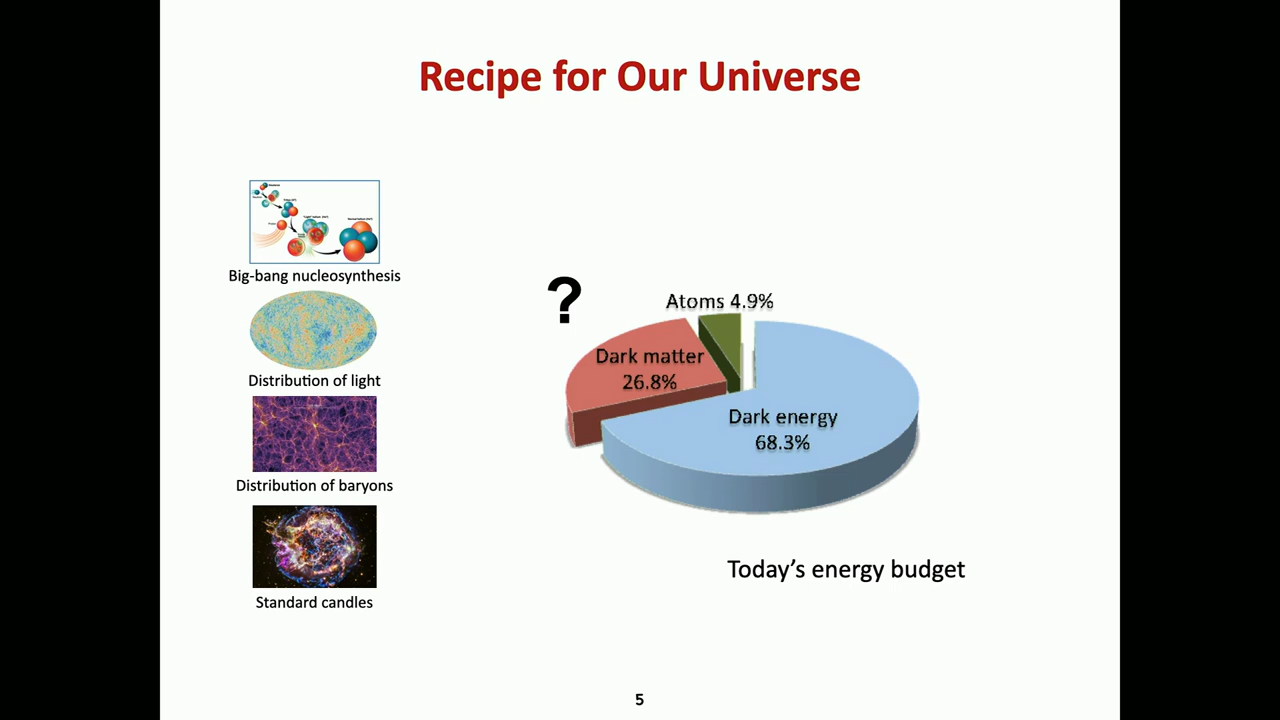 Recipe for Our Universe
Big-bang nucleosynthesis
Distribution of light
Distribution of baryons
Standard candles
?
Atoms 4.9%
Dark matter
26.8%
Dark energy
68.3%
Today's energy budget
5